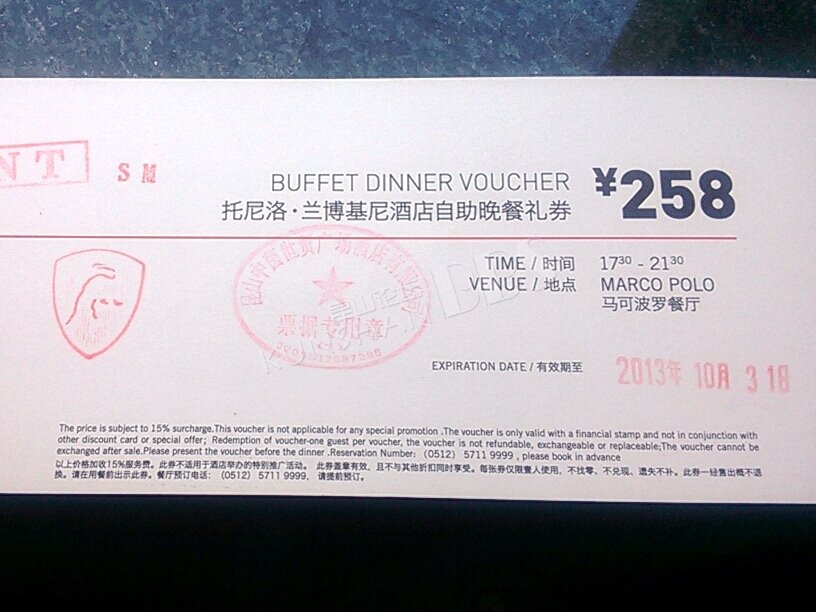 NT
SM
BUFFET DINNER VOUCHER
¥258
托尼洛·兰博基尼酒店自助晚餐礼券
TIME / 时间 17³⁰ - 21³⁰
VENUE / 地点 MARCO POLO
马可波罗餐厅
票据专用章
EXPIRATION DATE / 有效期至 2013年 10月 31日
The price is subject to 15% surcharge.This voucher is not applicable for any special promotion .The voucher is only valid with a financial stamp and not in conjunction with
other discount card or special offer; Redemption of voucher-one guest per voucher, the voucher is not refundable, exchangeable or replaceable;The voucher cannot be
exchanged after sale.Please present the voucher before the dinner .Reservation Number: （0512） 5711 9999 , please book in advance
以上价格加收15%服务费。此券不适用于酒店举办的特别推广活动。 此券盖章有效，且不与其他折扣同时享受。每张券仅限壹人使用，不找零、不兑现、遗失不补。此券一经售出概不退
换。请在用餐前出示此券。餐厅预订电话：（0512） 5711 9999， 请提前预订。